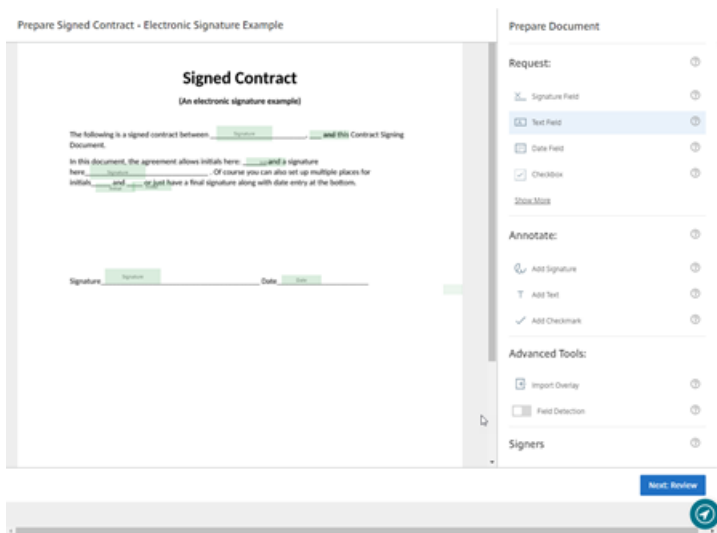 Prepare Signed Contract - Electronic Signature Example
Signed Contract
(An electronic signature example)
The following is a signed contract between Signature , and this Contract Signing
Document.
In this document, the agreement allows initials here: and a signature
here Signature . Of course you can also set up multiple places for
initials and or just have a final signature along with date entry at the bottom.
Initial
Signature Signature Date Date
Prepare Document
Request:
Signature Field
Text Field
Date Field
Checkbox
Show More
Annotate:
Add Signature
T Add Text
Add Checkmark
Advanced Tools:
Import Overlay
Field Detection
Signers
Next: Review